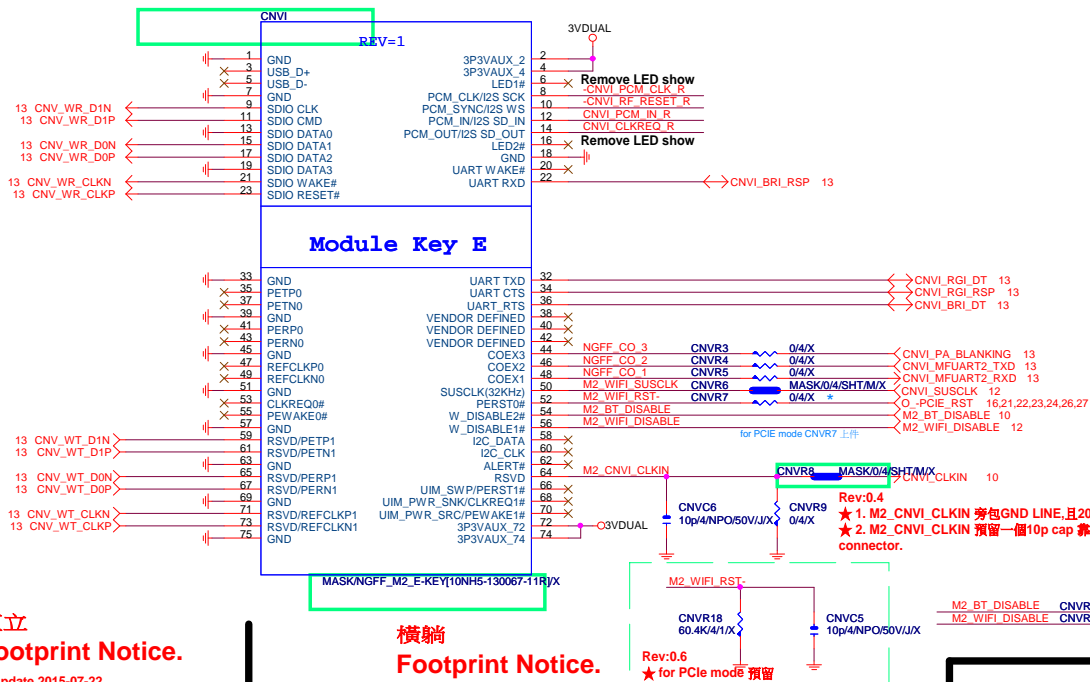 CNVI
REV=1
3VDUAL
1 GND 3P3VAUX_2 2
3 USB_D+ 3P3VAUX_4 4
5 USB_D- LED1# 6 Remove LED show
7 GND PCM_CLK/I2S SCK 8 -CNVI_PCM_CLK_R
13 CNV_WR_D1N 9 SDIO CLK PCM_SYNC/I2S WS 10 -CNVI_RF_RESET_R
13 CNV_WR_D1P 11 SDIO CMD PCM_IN/I2S SD_IN 12 CNVI_PCM_IN_R
13 SDIO DATA0 PCM_OUT/I2S SD_OUT 14 CNVI_CLKREQ_R
13 CNV_WR_D0N 15 SDIO DATA1 LED2# 16 Remove LED show
13 CNV_WR_D0P 17 SDIO DATA2 GND 18
19 SDIO DATA3 UART WAKE# 20
13 CNV_WR_CLKN 21 SDIO WAKE# UART RXD 22 CNVI_BRI_RSP 13
13 CNV_WR_CLKP 23 SDIO RESET#
Module Key E
33 GND UART TXD 32 CNVI_RGI_DT 13
35 PETP0 UART CTS 34 CNVI_RGI_RSP 13
37 PETN0 UART_RTS 36 CNVI_BRI_DT 13
39 GND VENDOR DEFINED 38
41 PERP0 VENDOR DEFINED 40
43 PERN0 VENDOR DEFINED 42
45 GND COEX3 44 NGFF_CO_3 CNVR3 0/4/X CNVI_PA_BLANKING 13
47 REFCLKP0 COEX2 46 NGFF_CO_2 CNVR4 0/4/X CNVI_MFUART2_TXD 13
49 REFCLKN0 COEX1 48 NGFF_CO_1 CNVR5 0/4/X CNVI_MFUART2_RXD 13
51 GND SUSCLK(32KHz) 50 M2_WIFI_SUSCLK CNVR6 MASK/0/4/SHT/M/X CNVI_SUSCLK 12
53 CLKREQ0# PERST0# 52 M2_WIFI_RST- CNVR7 0/4/X * O_-PCIE_RST 16,21,22,23,24,26,27
55 PEWAKE0# W_DISABLE2# 54 M2_BT_DISABLE M2_BT_DISABLE 10
57 GND W_DISABLE1# 56 M2_WIFI_DISABLE M2_WIFI_DISABLE 12
13 CNV_WT_D1N 59 RSVD/PETP1 I2C_DATA 58 for PCIE mode CNVR7 上件
13 CNV_WT_D1P 61 RSVD/PETN1 I2C_CLK 60
63 GND ALERT# 62
13 CNV_WT_D0N 65 RSVD/PERP1 RSVD 64 M2_CNVI_CLKIN CNVR8 MASK/0/4/SHT/M/X CNVI_CLKIN 10
13 CNV_WT_D0P 67 RSVD/PERN1 UIM_SWP/PERST1# 66
69 GND UIM_PWR_SNK/CLKREQ1# 68
13 CNV_WT_CLKN 71 RSVD/REFCLKP1 UIM_PWR_SRC/PEWAKE1# 70
13 CNV_WT_CLKP 73 RSVD/REFCLKN1 3P3VAUX_72 72 3VDUAL
75 GND 3P3VAUX_74 74
CNVC6
10p/4/NPO/50V/J/X
CNVR9
0/4/X
Rev:0.4
★ 1. M2_CNVI_CLKIN 旁包GND LINE,且20
★ 2. M2_CNVI_CLKIN 預留一個10p cap 靠
connector.
MASK/NGFF_M2_E-KEY[10NH5-130067-11R]/X
M2_WIFI_RST-
CNVR18
60.4K/4/1/X
CNVC5
10p/4/NPO/50V/J/X
Rev:0.6
★ for PCIe mode 預留
M2_BT_DISABLE CNVR
M2_WIFI_DISABLE CNVR
立
ootprint Notice.
pdate 2015-07-22
橫躺
Footprint Notice.